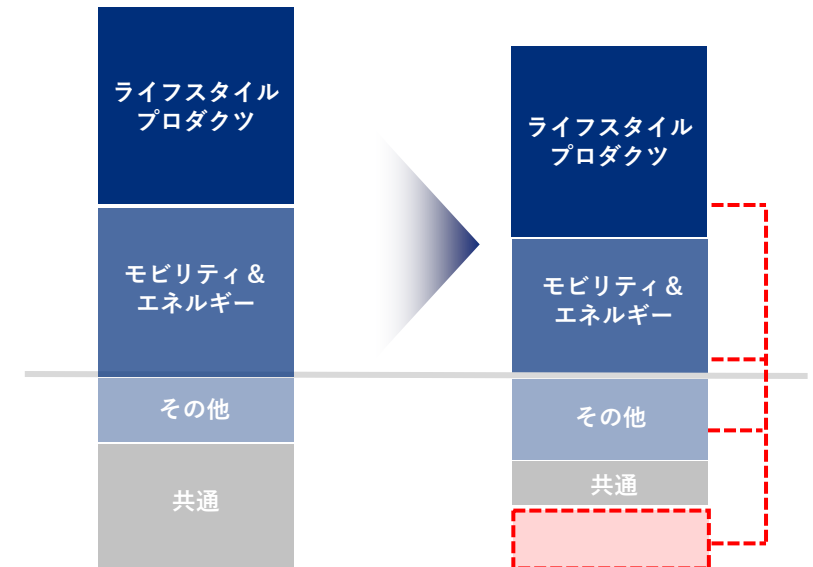 ライフスタイル
プロダクツ
モビリティ＆
エネルギー
その他
共通
ライフスタイル
プロダクツ
モビリティ＆
エネルギー
その他
共通